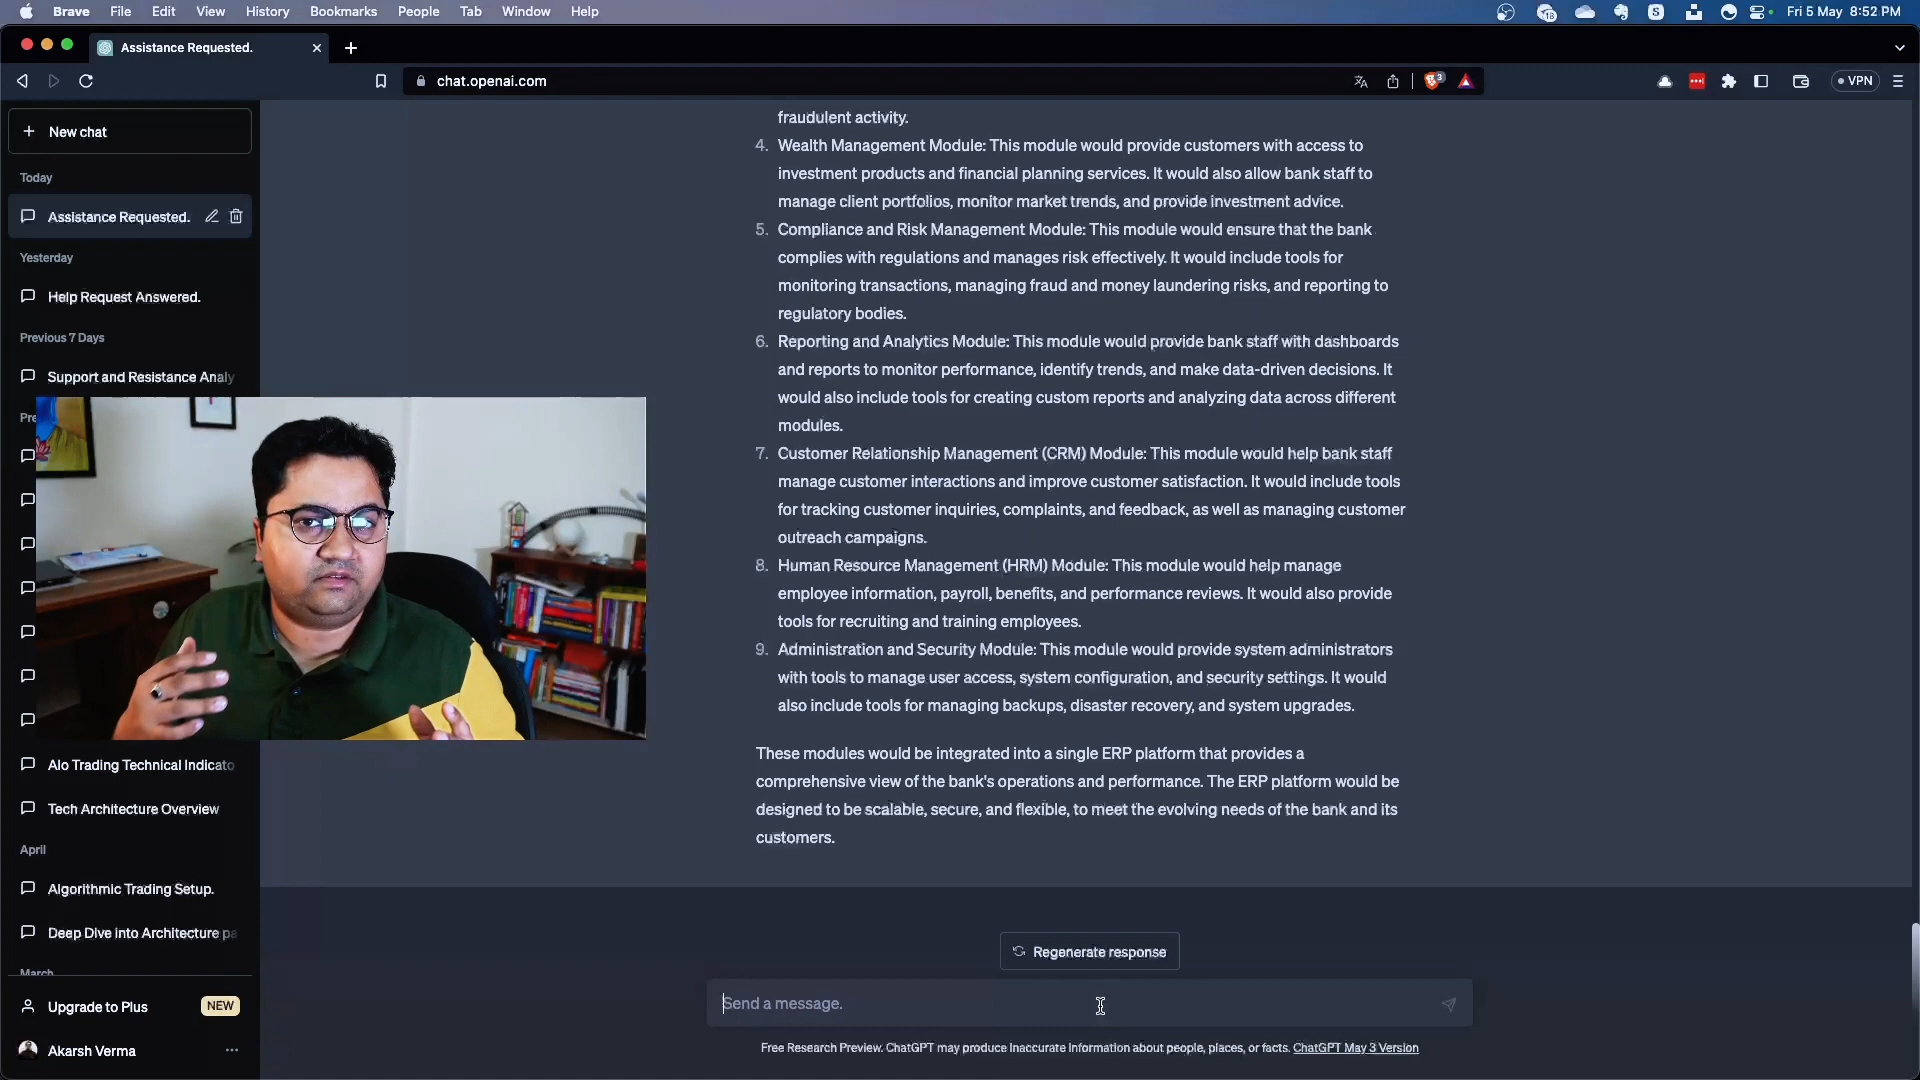 Brave File Edit View History Bookmarks People Tab Window Help
18
Fri 5 May 8:52 PM
Assistance Requested.
chat.openai.com
3
VPN
New chat
Today
Assistance Requested.
Yesterday
Help Request Answered.
Previous 7 Days
Support and Resistance Analy
Pre
Alo Trading Technical Indicato
Tech Architecture Overview
April
Algorithmic Trading Setup.
Deep Dive into Architecture pa
March
Upgrade to Plus NEW
Akarsh Verma
fraudulent activity.
4. Wealth Management Module: This module would provide customers with access to
investment products and financial planning services. It would also allow bank staff to
manage client portfolios, monitor market trends, and provide investment advice.
5. Compliance and Risk Management Module: This module would ensure that the bank
complies with regulations and manages risk effectively. It would include tools for
monitoring transactions, managing fraud and money laundering risks, and reporting to
regulatory bodies.
6. Reporting and Analytics Module: This module would provide bank staff with dashboards
and reports to monitor performance, identify trends, and make data-driven decisions. It
would also include tools for creating custom reports and analyzing data across different
modules.
7. Customer Relationship Management (CRM) Module: This module would help bank staff
manage customer interactions and improve customer satisfaction. It would include tools
for tracking customer inquiries, complaints, and feedback, as well as managing customer
outreach campaigns.
8. Human Resource Management (HRM) Module: This module would help manage
employee information, payroll, benefits, and performance reviews. It would also provide
tools for recruiting and training employees.
9. Administration and Security Module: This module would provide system administrators
with tools to manage user access, system configuration, and security settings. It would
also include tools for managing backups, disaster recovery, and system upgrades.
These modules would be integrated into a single ERP platform that provides a
comprehensive view of the bank's operations and performance. The ERP platform would be
designed to be scalable, secure, and flexible, to meet the evolving needs of the bank and its
customers.
Regenerate response
Send a message.
Free Research Preview. ChatGPT may produce inaccurate information about people, places, or facts. ChatGPT May 3 Version